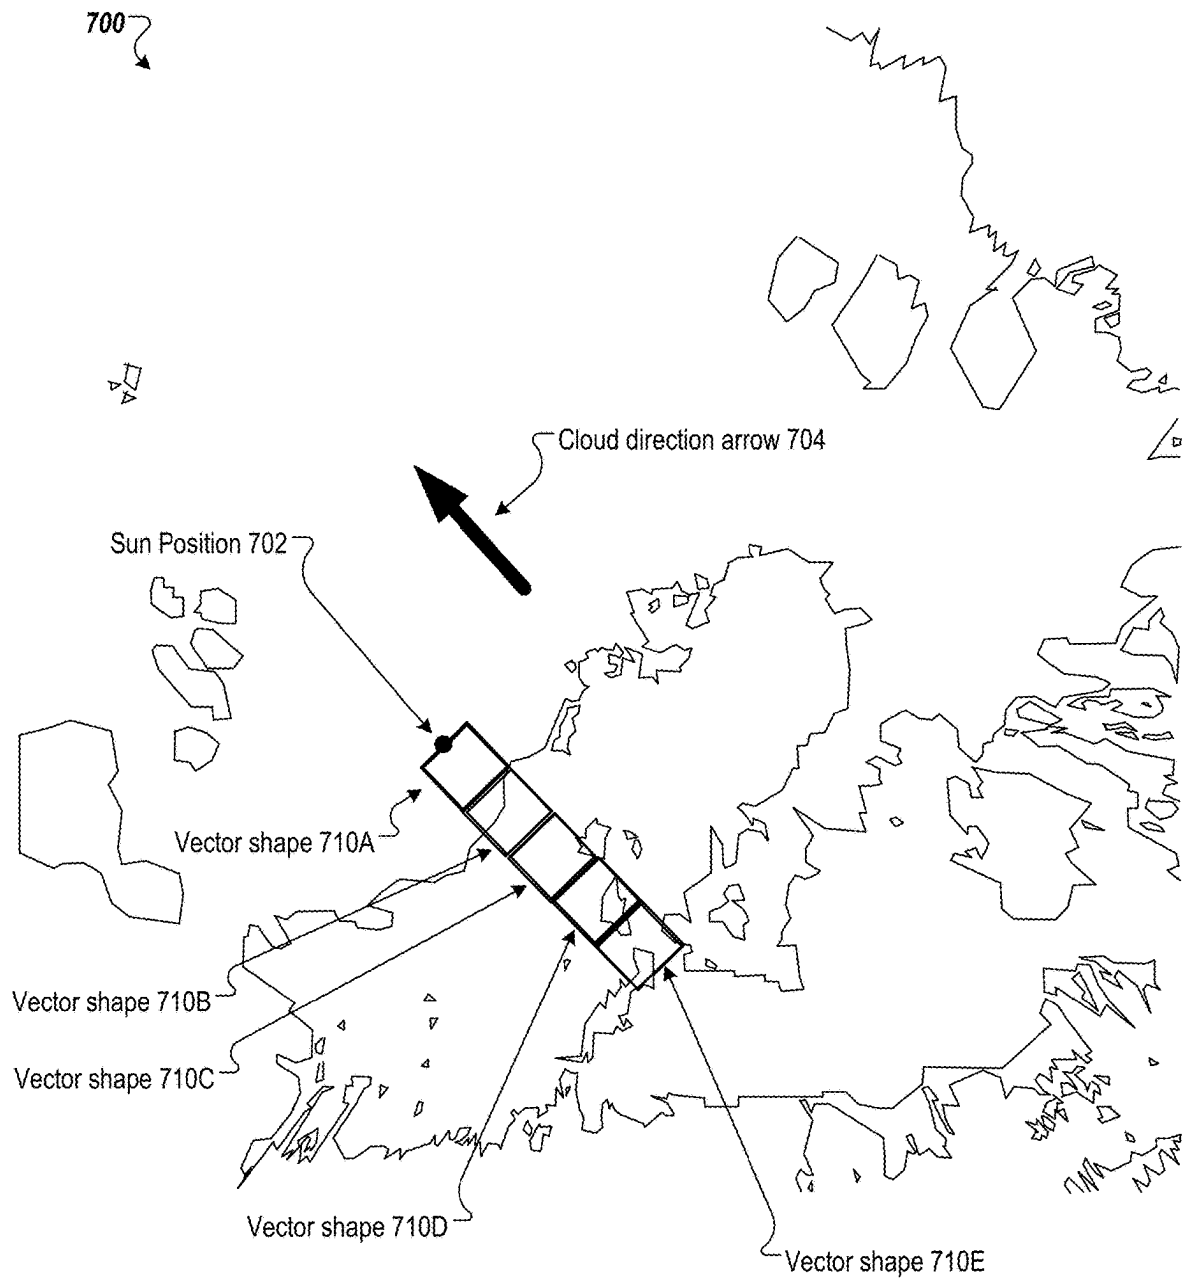 700
Cloud direction arrow 704
Sun Position 702
Vector shape 710A
Vector shape 710B
Vector shape 710C
Vector shape 710D
Vector shape 710E